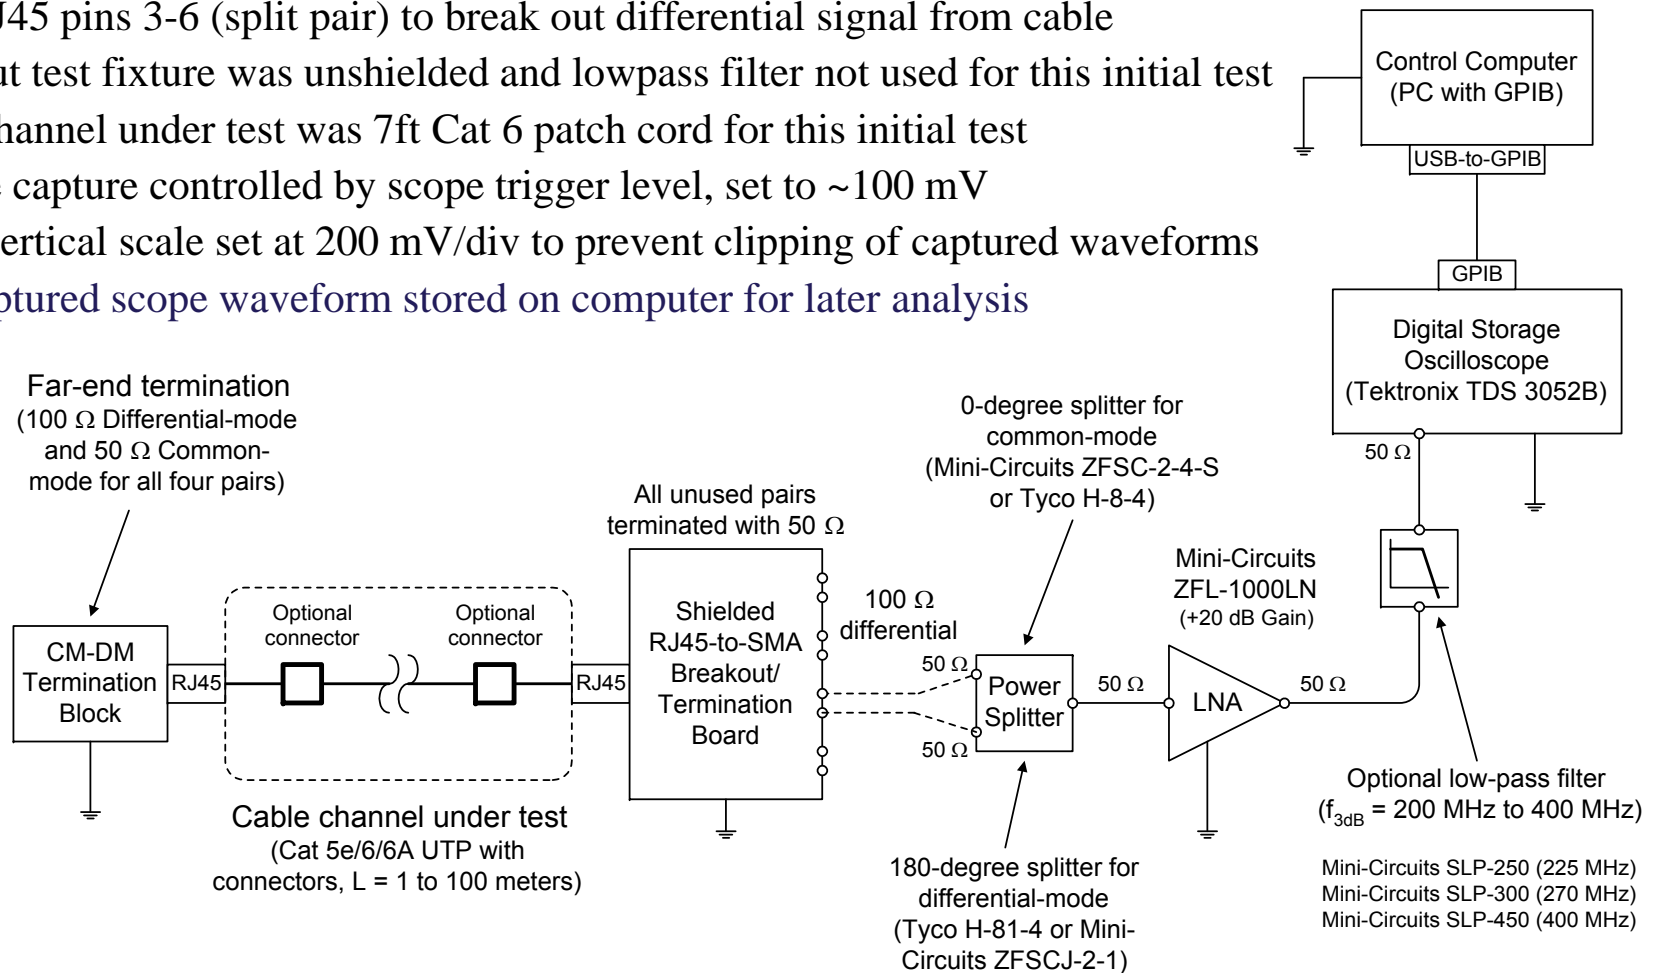 J45 pins 3-6 (split pair) to break out differential signal from cable
ut test fixture was unshielded and lowpass filter not used for this initial test
hannel under test was 7ft Cat 6 patch cord for this initial test
capture controlled by scope trigger level, set to ~100 mV
ertical scale set at 200 mV/div to prevent clipping of captured waveforms
ptured scope waveform stored on computer for later analysis
Control Computer
(PC with GPIB)
USB-to-GPIB
GPIB
Digital Storage
Oscilloscope
(Tektronix TDS 3052B)
50 Ω
Far-end termination
(100 Ω Differential-mode
and 50 Ω Common-
mode for all four pairs)
CM-DM
Termination
Block
RJ45
Optional
connector
Optional
connector
RJ45
Cable channel under test
(Cat 5e/6/6A UTP with
connectors, L = 1 to 100 meters)
All unused pairs
terminated with 50 Ω
Shielded
RJ45-to-SMA
Breakout/
Termination
Board
100 Ω
differential
0-degree splitter for
common-mode
(Mini-Circuits ZFSC-2-4-S
or Tyco H-8-4)
50 Ω
50 Ω
Power
Splitter
180-degree splitter for
differential-mode
(Tyco H-81-4 or Mini-
Circuits ZFSCJ-2-1)
50 Ω
Mini-Circuits
ZFL-1000LN
(+20 dB Gain)
LNA
50 Ω
Optional low-pass filter
(f3dB = 200 MHz to 400 MHz)
Mini-Circuits SLP-250 (225 MHz)
Mini-Circuits SLP-300 (270 MHz)
Mini-Circuits SLP-450 (400 MHz)